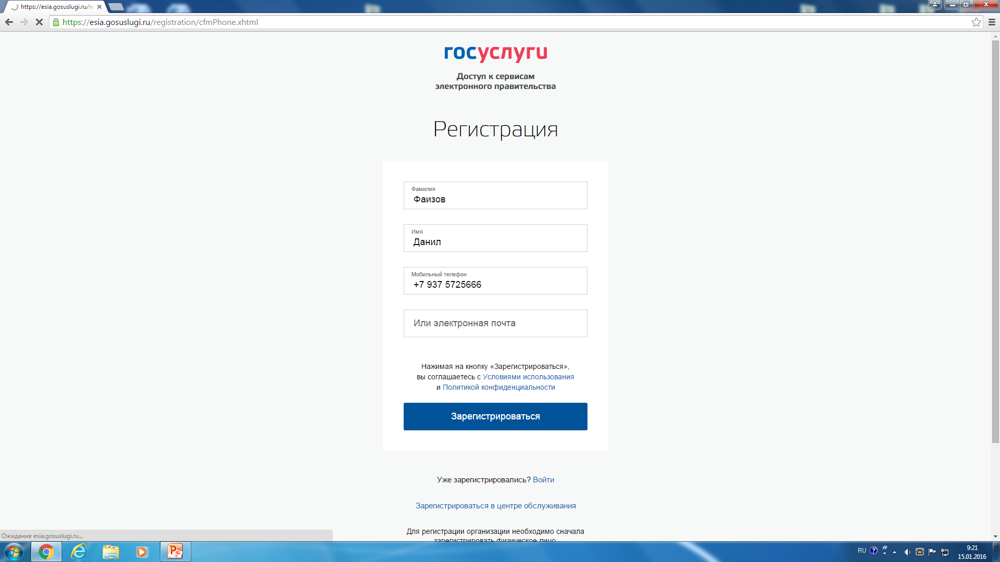 https://esia.gosuslugi.ru/re
https://esia.gosuslugi.ru/registration/cfmPhone.xhtml
госуслуги
Доступ к сервисам
электронного правительства
Регистрация
Фамилия
Фаизов
Имя
Данил
Мобильный телефон
+7 937 5725666
Или электронная почта
Нажимая на кнопку «Зарегистрироваться»,
вы соглашаетесь с Условиями использования
и Политикой конфиденциальности
Зарегистрироваться
Уже зарегистрировались? Войти
Зарегистрироваться в центре обслуживания
Для регистрации организации необходимо сначала
зарегистрировать физическое лицо
Ожидание esia.gosuslugi.ru...
RU
9:21
15.01.2016